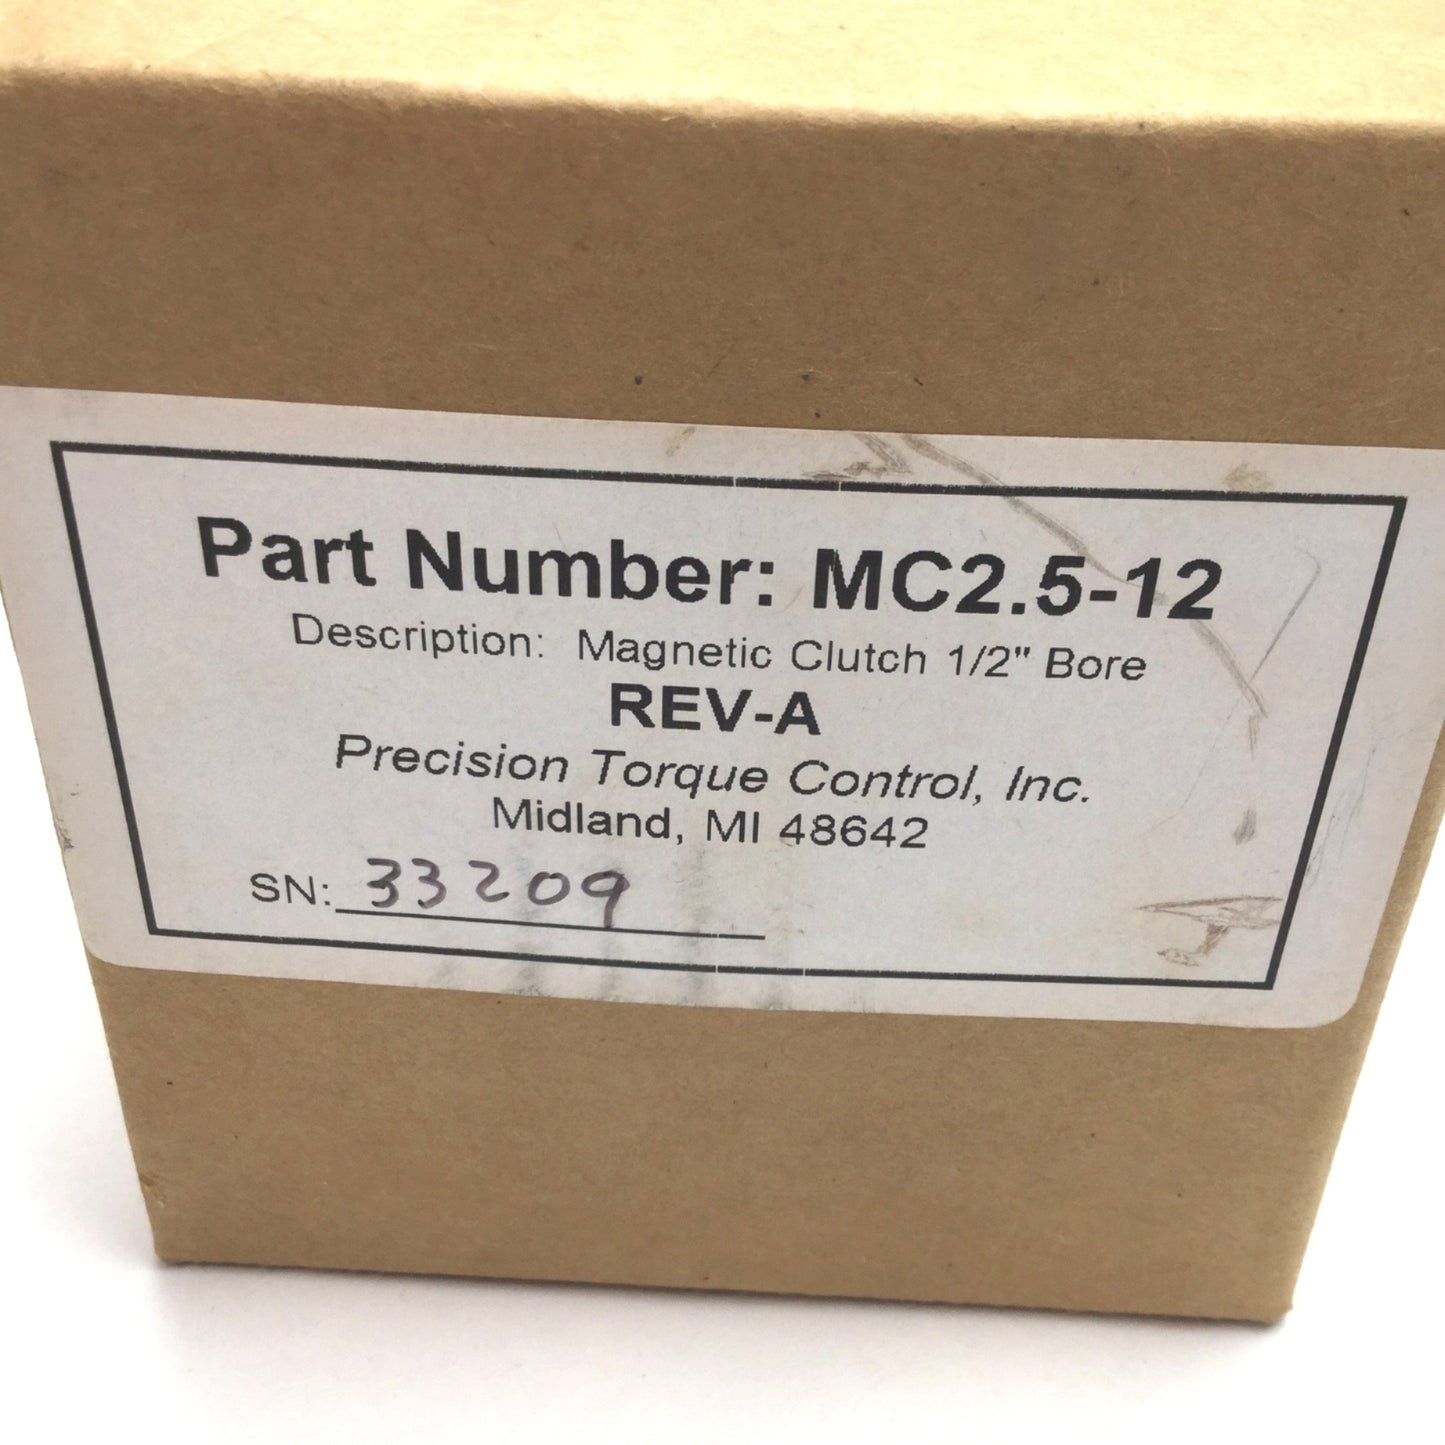 Part Number: MC2.5-12
Description: Magnetic Clutch 1/2" Bore
REV-A
Precision Torque Control, Inc.
Midland, MI 48642
SN: 33209